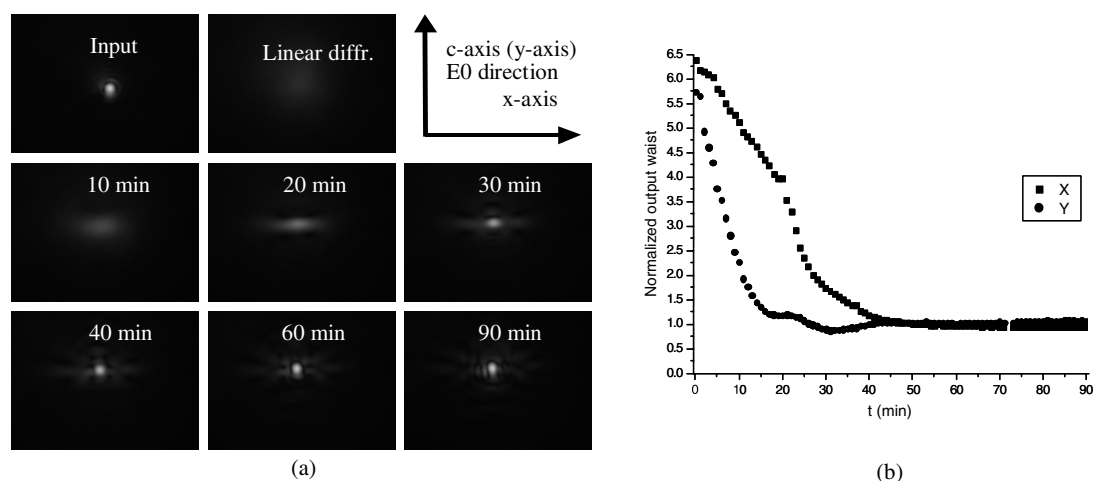 Input
Linear diffr.
c-axis (y-axis)
E0 direction
x-axis
10 min
20 min
30 min
40 min
60 min
90 min
(a)
6.5
6.0
5.5
5.0
4.5
4.0
3.5
3.0
2.5
2.0
1.5
1.0
0.5
0.0
Normalized output waist
X
Y
0 10 20 30 40 50 60 70 80 90
t (min)
(b)